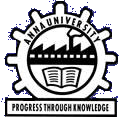 ANNA UNIVERSITY
PROGRESS THROUGH KNOWLEDGE